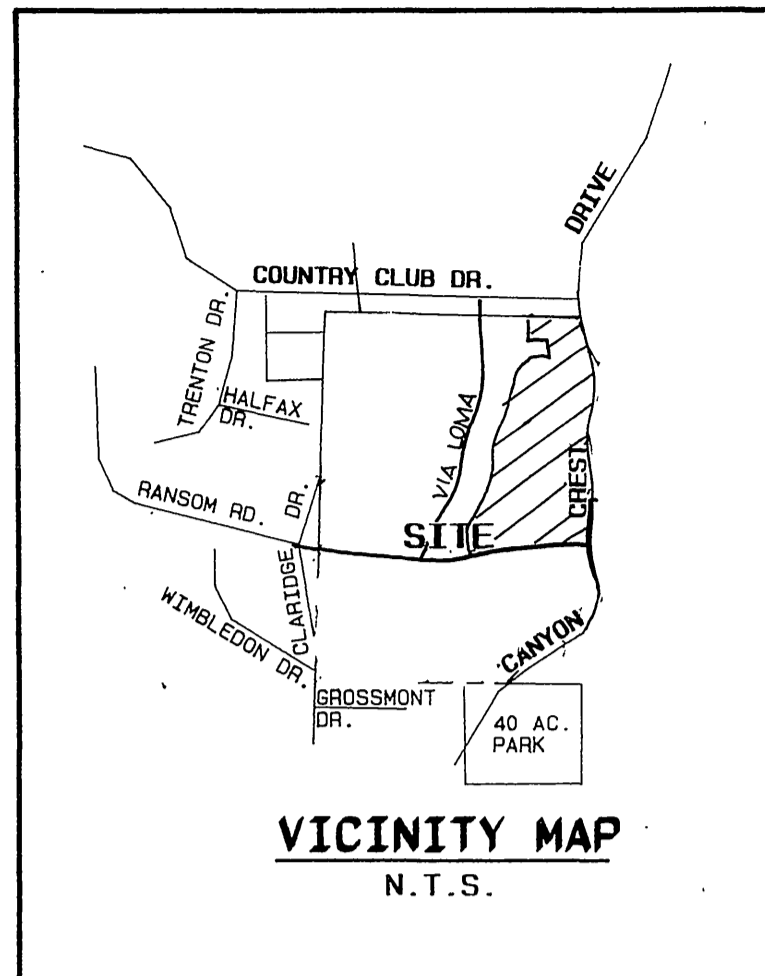 DRIVE
COUNTRY CLUB DR.
TRENTON DR.
HALFAX
DR.
VIA LOMA
CREST
RANSOM RD.
CLARIDGE DR.
SITE
WIMBLEDON DR.
CANYON
GROSSMONT
DR.
40 AC.
PARK
VICINITY MAP
N.T.S.